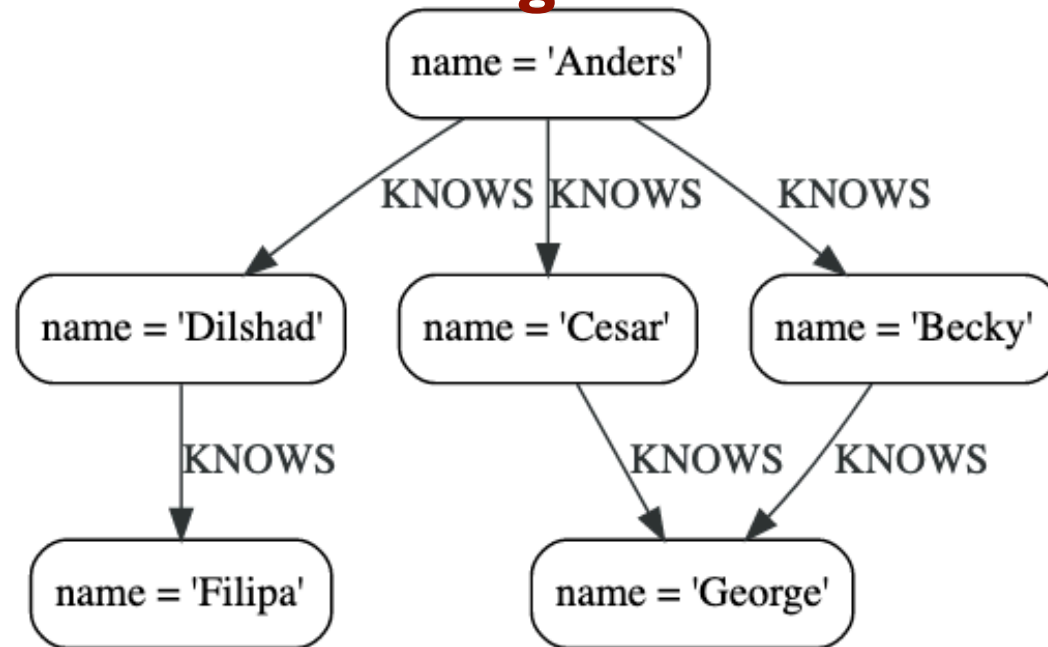 g
name = 'Anders'
KNOWS KNOWS KNOWS
name = 'Dilshad' name = 'Cesar' name = 'Becky'
KNOWS KNOWS KNOWS
name = 'Filipa' name = 'George'